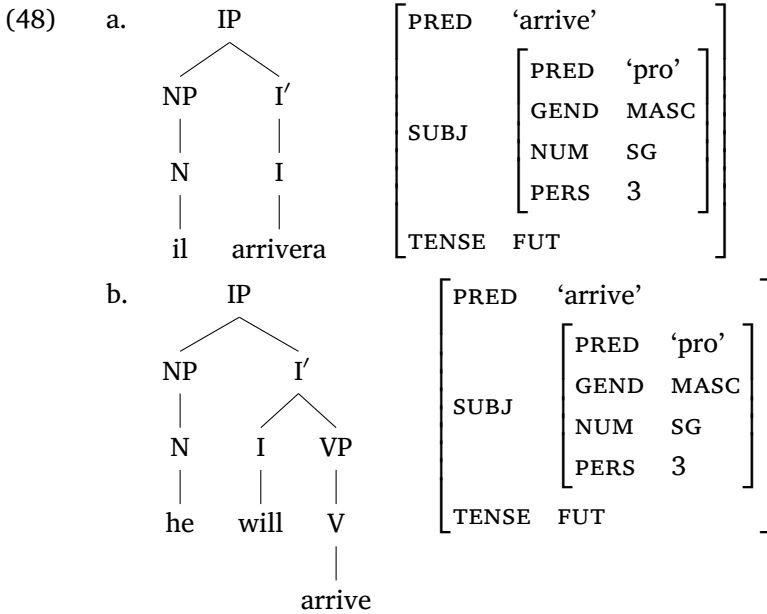 (48) a. IP [PRED ‘arrive’
NP I′ PRED ‘pro’
N I SUBJ GEND MASC
NUM SG
PERS 3
il arrivera TENSE FUT
b. IP PRED ‘arrive’
NP I′ PRED ‘pro’
SUBJ GEND MASC
N I VP NUM SG
PERS 3
he will V TENSE FUT
arrive